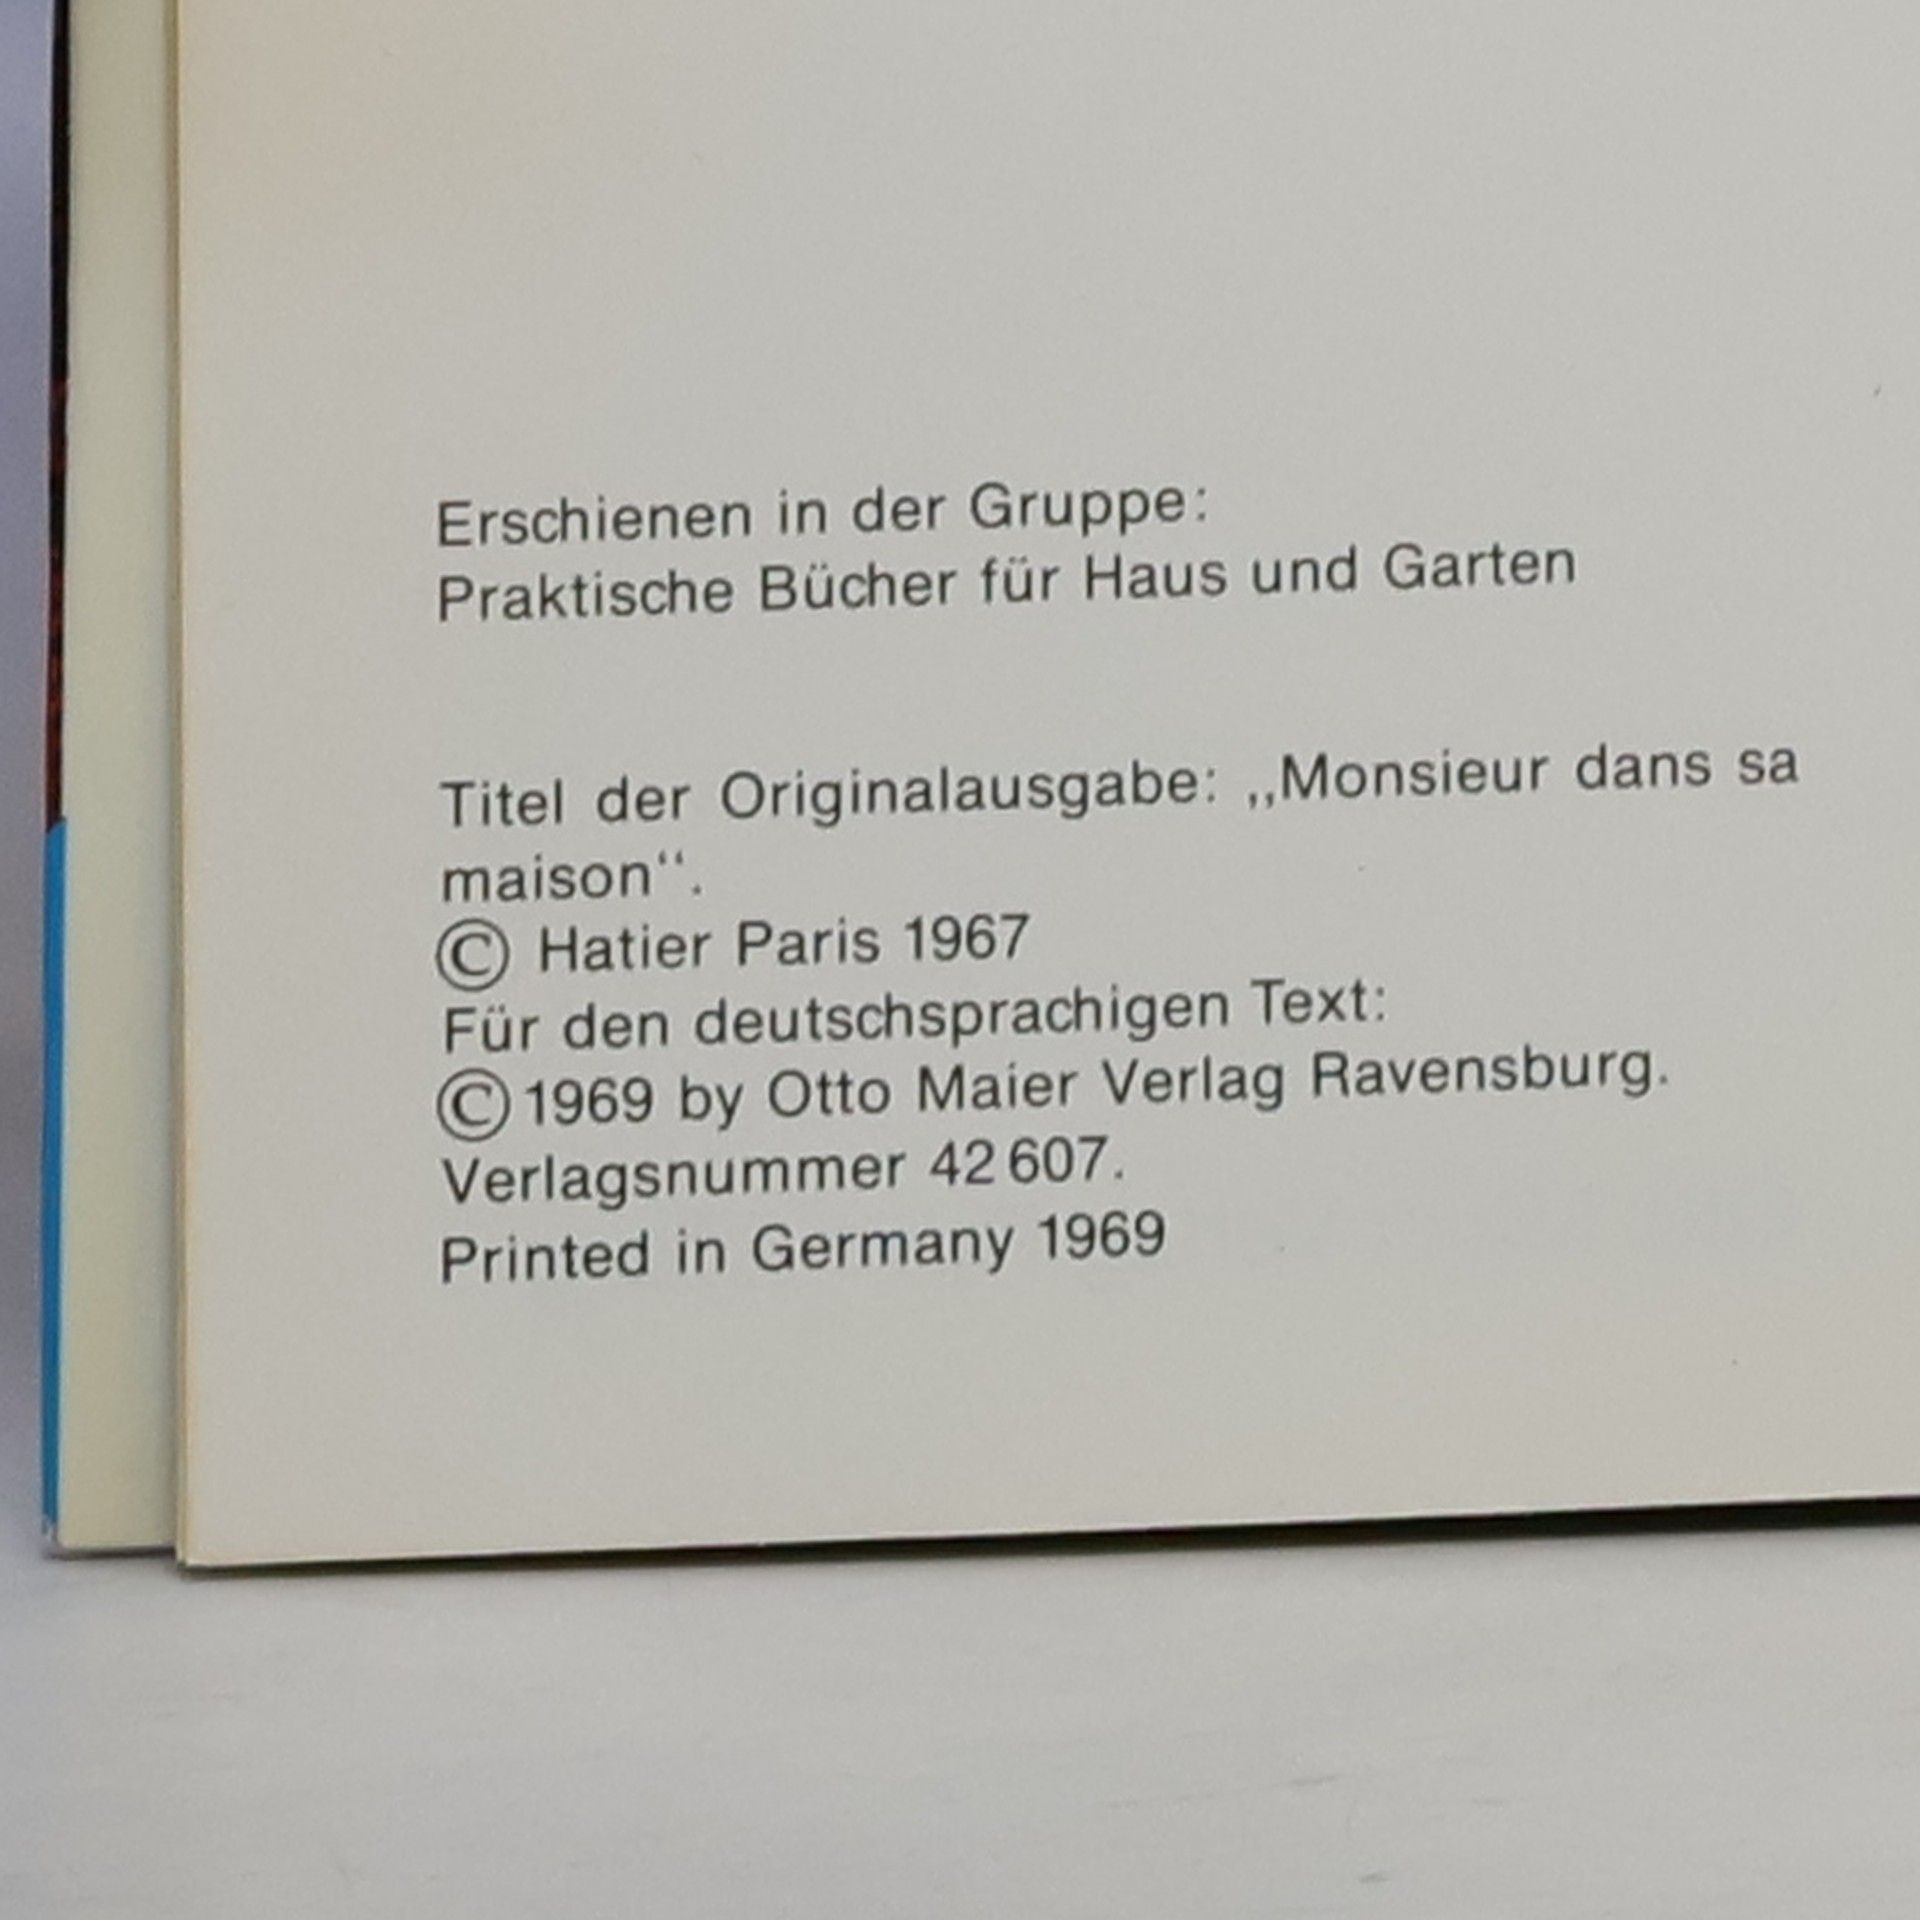 Erschienen in der Gruppe:
Praktische Bücher für Haus und Garten
Titel der Originalausgabe: „Monsieur dans sa
maison“.
© Hatier Paris 1967
Für den deutschsprachigen Text:
© 1969 by Otto Maier Verlag Ravensburg.
Verlagsnummer 42 607.
Printed in Germany 1969